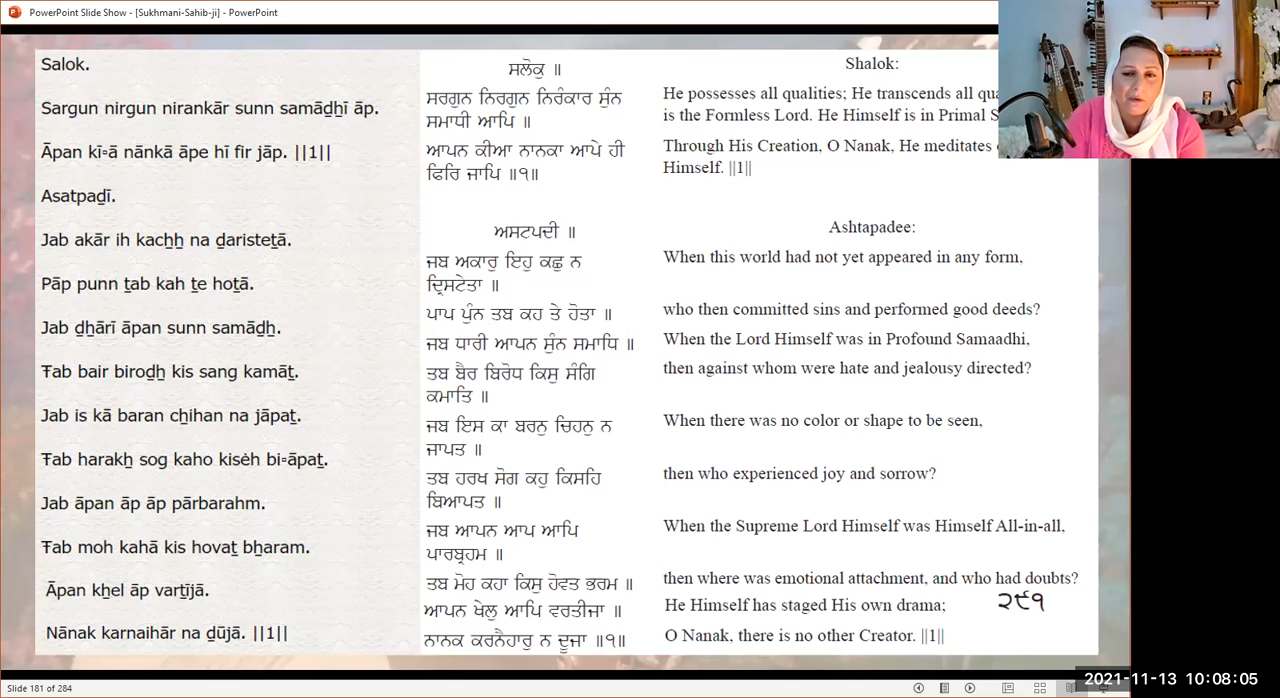 PowerPoint Slide Show - [Sukhmani-Sahib-ji] - PowerPoint
Salok.
Sargun nirgun nirankār sunn samāḏẖī āp.
Āpan kī▫ā nānkā āpe hī fir jāp. ||1||
Asatpaḏī.
Jab akār ih kacẖẖ na ḏaristeṯā.
Pāp punn ṯab kah ṯe hoṯā.
Jab ḏẖārī āpan sunn samāḏẖ.
Ŧab bair biroḏẖ kis sang kamāṯ.
Jab is kā baran cẖihan na jāpaṯ.
Ŧab harakẖ sog kaho kisėh bi▫āpaṯ.
Jab āpan āp āp pārbarahm.
Ŧab moh kahā kis hovaṯ bẖaram.
Āpan kẖel āp varṯījā.
Nānak karnaihār na ḏūjā. ||1||
ਸਲੋਕੁ ॥
ਸਰਗੁਨ ਨਿਰਗੁਨ ਨਿਰੰਕਾਰ ਸੁੰਨ
ਸਮਾਧੀ ਆਪਿ ॥
ਆਪਨ ਕੀਆ ਨਾਨਕਾ ਆਪੇ ਹੀ
ਫਿਰਿ ਜਾਪਿ ॥੧॥
ਅਸਟਪਦੀ ॥
ਜਬ ਅਕਾਰੁ ਇਹੁ ਕਛੁ ਨ
ਦ੍ਰਿਸਟੇਤਾ ॥
ਪਾਪ ਪੁੰਨ ਤਬ ਕਹ ਤੇ ਹੋਤਾ ॥
ਜਬ ਧਾਰੀ ਆਪਨ ਸੁੰਨ ਸਮਾਧਿ ॥
ਤਬ ਬੈਰ ਬਿਰੋਧ ਕਿਸੁ ਸੰਗਿ
ਕਮਾਤਿ ॥
ਜਬ ਇਸ ਕਾ ਬਰਨੁ ਚਿਹਨੁ ਨ
ਜਾਪਤ ॥
ਤਬ ਹਰਖ ਸੋਗ ਕਹੁ ਕਿਸਹਿ
ਬਿਆਪਤ ॥
ਜਬ ਆਪਨ ਆਪ ਆਪਿ
ਪਾਰਬ੍ਰਹਮ ॥
ਤਬ ਮੋਹ ਕਹਾ ਕਿਸੁ ਹੋਵਤ ਭਰਮ ॥
ਆਪਨ ਖੇਲੁ ਆਪਿ ਵਰਤੀਜਾ ॥
ਨਾਨਕ ਕਰਨੈਹਾਰੁ ਨ ਦੂਜਾ ॥੧॥
Shalok:
He possesses all qualities; He transcends all
is the Formless Lord. He Himself is in Primal
Through His Creation, O Nanak, He meditates
Himself. ||1||
Ashtapadee:
When this world had not yet appeared in any form,
who then committed sins and performed good deeds?
When the Lord Himself was in Profound Samaadhi,
then against whom were hate and jealousy directed?
When there was no color or shape to be seen,
then who experienced joy and sorrow?
When the Supreme Lord Himself was Himself All-in-all,
then where was emotional attachment, and who had doubts?
He Himself has staged His own drama;
੨੯੧
O Nanak, there is no other Creator. ||1||
Slide 181 of 284
2021-11-13 10:08:05